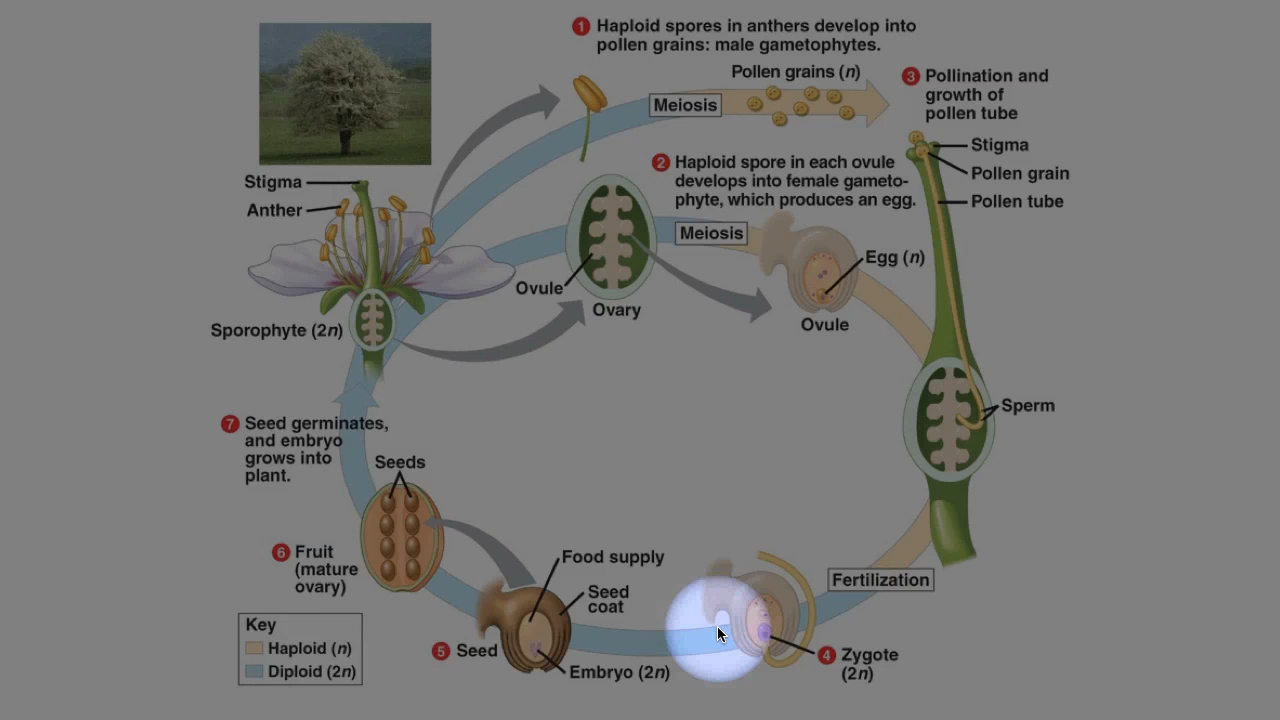 1 Haploid spores in anthers develop into
pollen grains: male gametophytes.
Pollen grains (n)
Meiosis
3 Pollination and
growth of
pollen tube
Stigma
Pollen grain
Pollen tube
2 Haploid spore in each ovule
develops into female gameto-
phyte, which produces an egg.
Meiosis
Stigma
Anther
Egg (n)
Ovule
Ovary
Ovule
Sporophyte (2n)
Sperm
7 Seed germinates,
and embryo
grows into
plant.
Seeds
6 Fruit
(mature
ovary)
Food supply
Seed
coat
Fertilization
5 Seed
Embryo (2n)
4 Zygote
(2n)
Key
Haploid (n)
Diploid (2n)